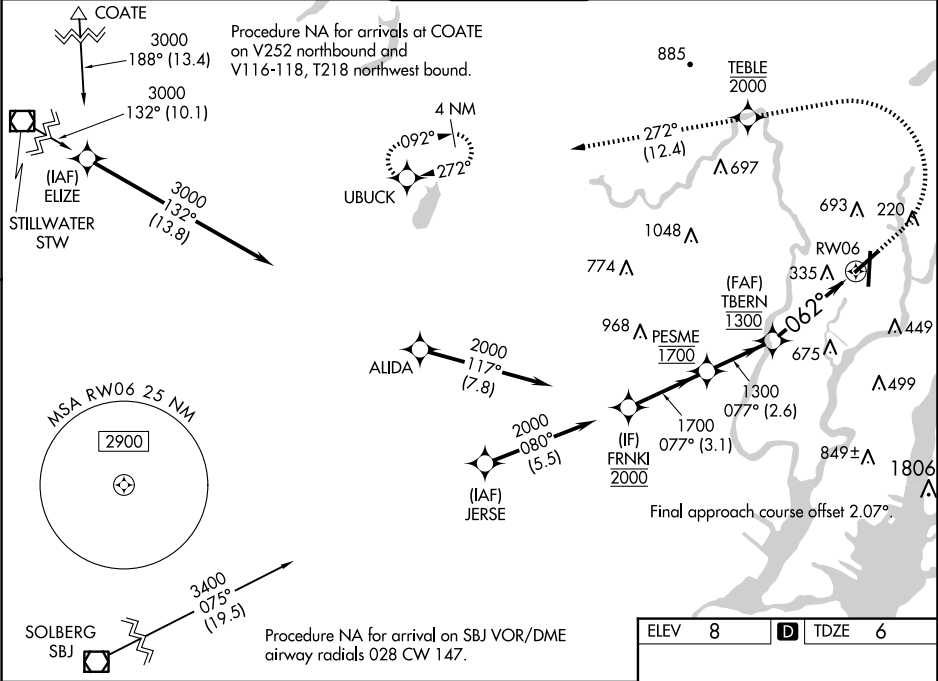 COATE
3000
188° (13.4)
Procedure NA for arrivals at COATE
on V252 northbound and
V116-118, T218 northwest bound.
3000
132° (10.1)
(IAF)
ELIZE
STILLWATER
STW
3000
132°
(13.8)
4 NM
092°
272°
UBUCK
885
TEBLE
2000
272°
(12.4)
697
693
220
1048
RW06
774
335
(FAF)
TBERN
1300
062°
968
PESME
1700
675
449
ALIDA
2000
117°
(7.8)
499
1300
077° (2.6)
1700
077° (3.1)
(IF)
FRNKI
2000
2000
080°
(5.5)
(IAF)
JERSE
849±
1806
MSA RW06 25 NM
2900
Final approach course offset 2.07°.
3400
075°
(19.5)
SOLBERG
SBJ
Procedure NA for arrival on SBJ VOR/DME
airway radials 028 CW 147.
ELEV 8 D TDZE 6